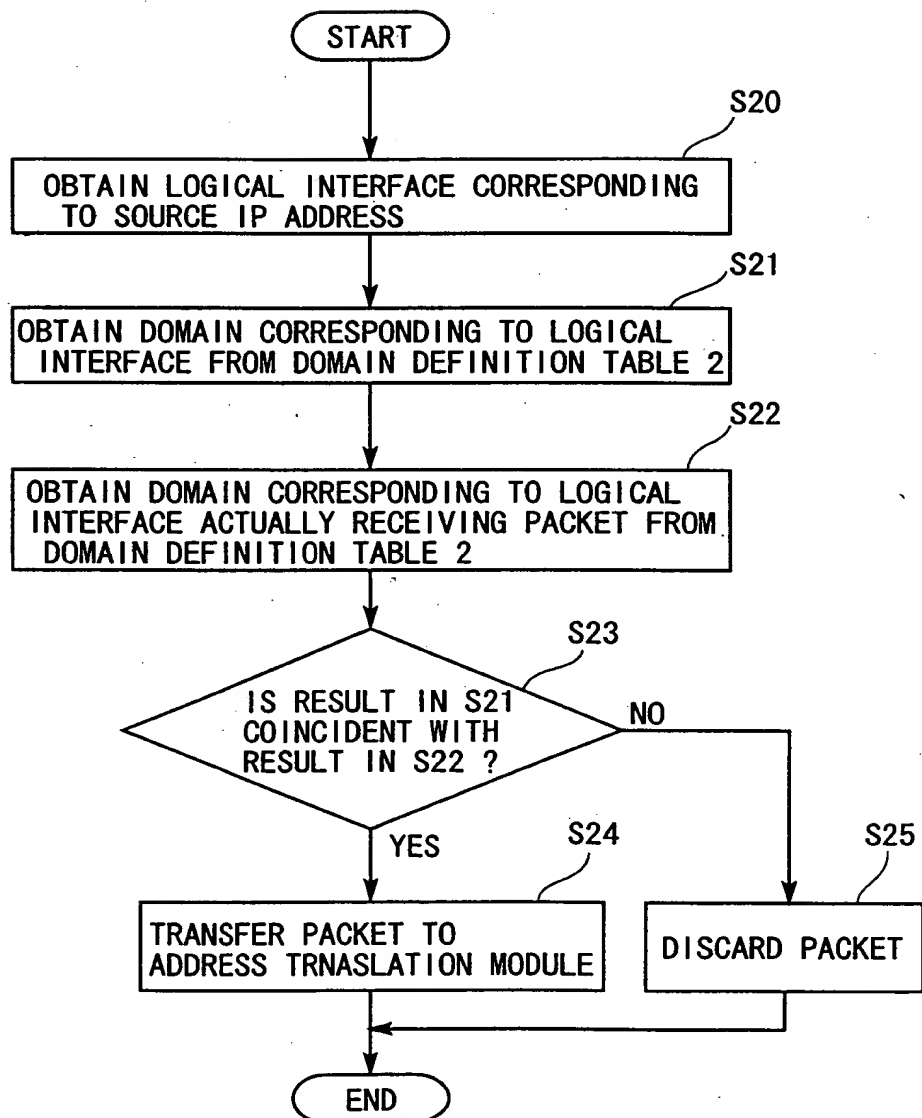 START
S20
OBTAIN LOGICAL INTERFACE CORRESPONDING
TO SOURCE IP ADDRESS
S21
OBTAIN DOMAIN CORRESPONDING TO LOGICAL
INTERFACE FROM DOMAIN DEFINITION TABLE 2
S22
OBTAIN DOMAIN CORRESPONDING TO LOGICAL
INTERFACE ACTUALLY RECEIVING PACKET FROM
DOMAIN DEFINITION TABLE 2
S23
IS RESULT IN S21
COINCIDENT WITH
RESULT IN S22 ?
NO
YES
S24
TRANSFER PACKET TO
ADDRESS TRNASLATION MODULE
S25
DISCARD PACKET
END